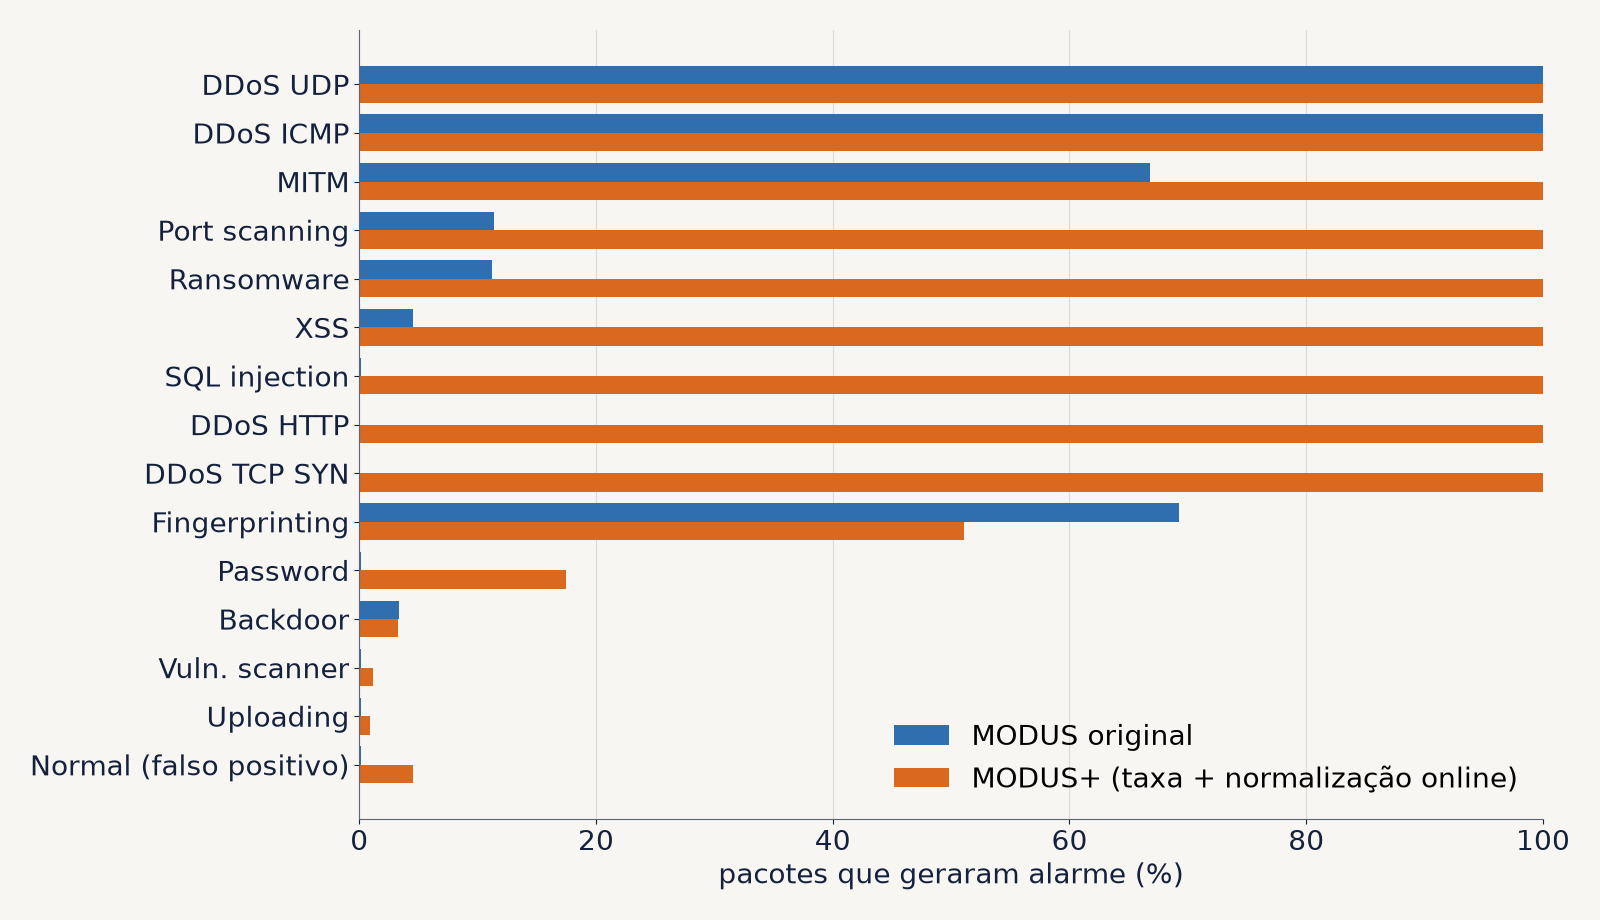 DDoS UDP
DDoS ICMP
MITM
Port scanning
Ransomware
XSS
SQL injection
DDoS HTTP
DDoS TCP SYN
Fingerprinting
Password
Backdoor
Vuln. scanner
Uploading
Normal (falso positivo)
MODUS original
MODUS+ (taxa + normalização online)
0 20 40 60 80 100
pacotes que geraram alarme (%)